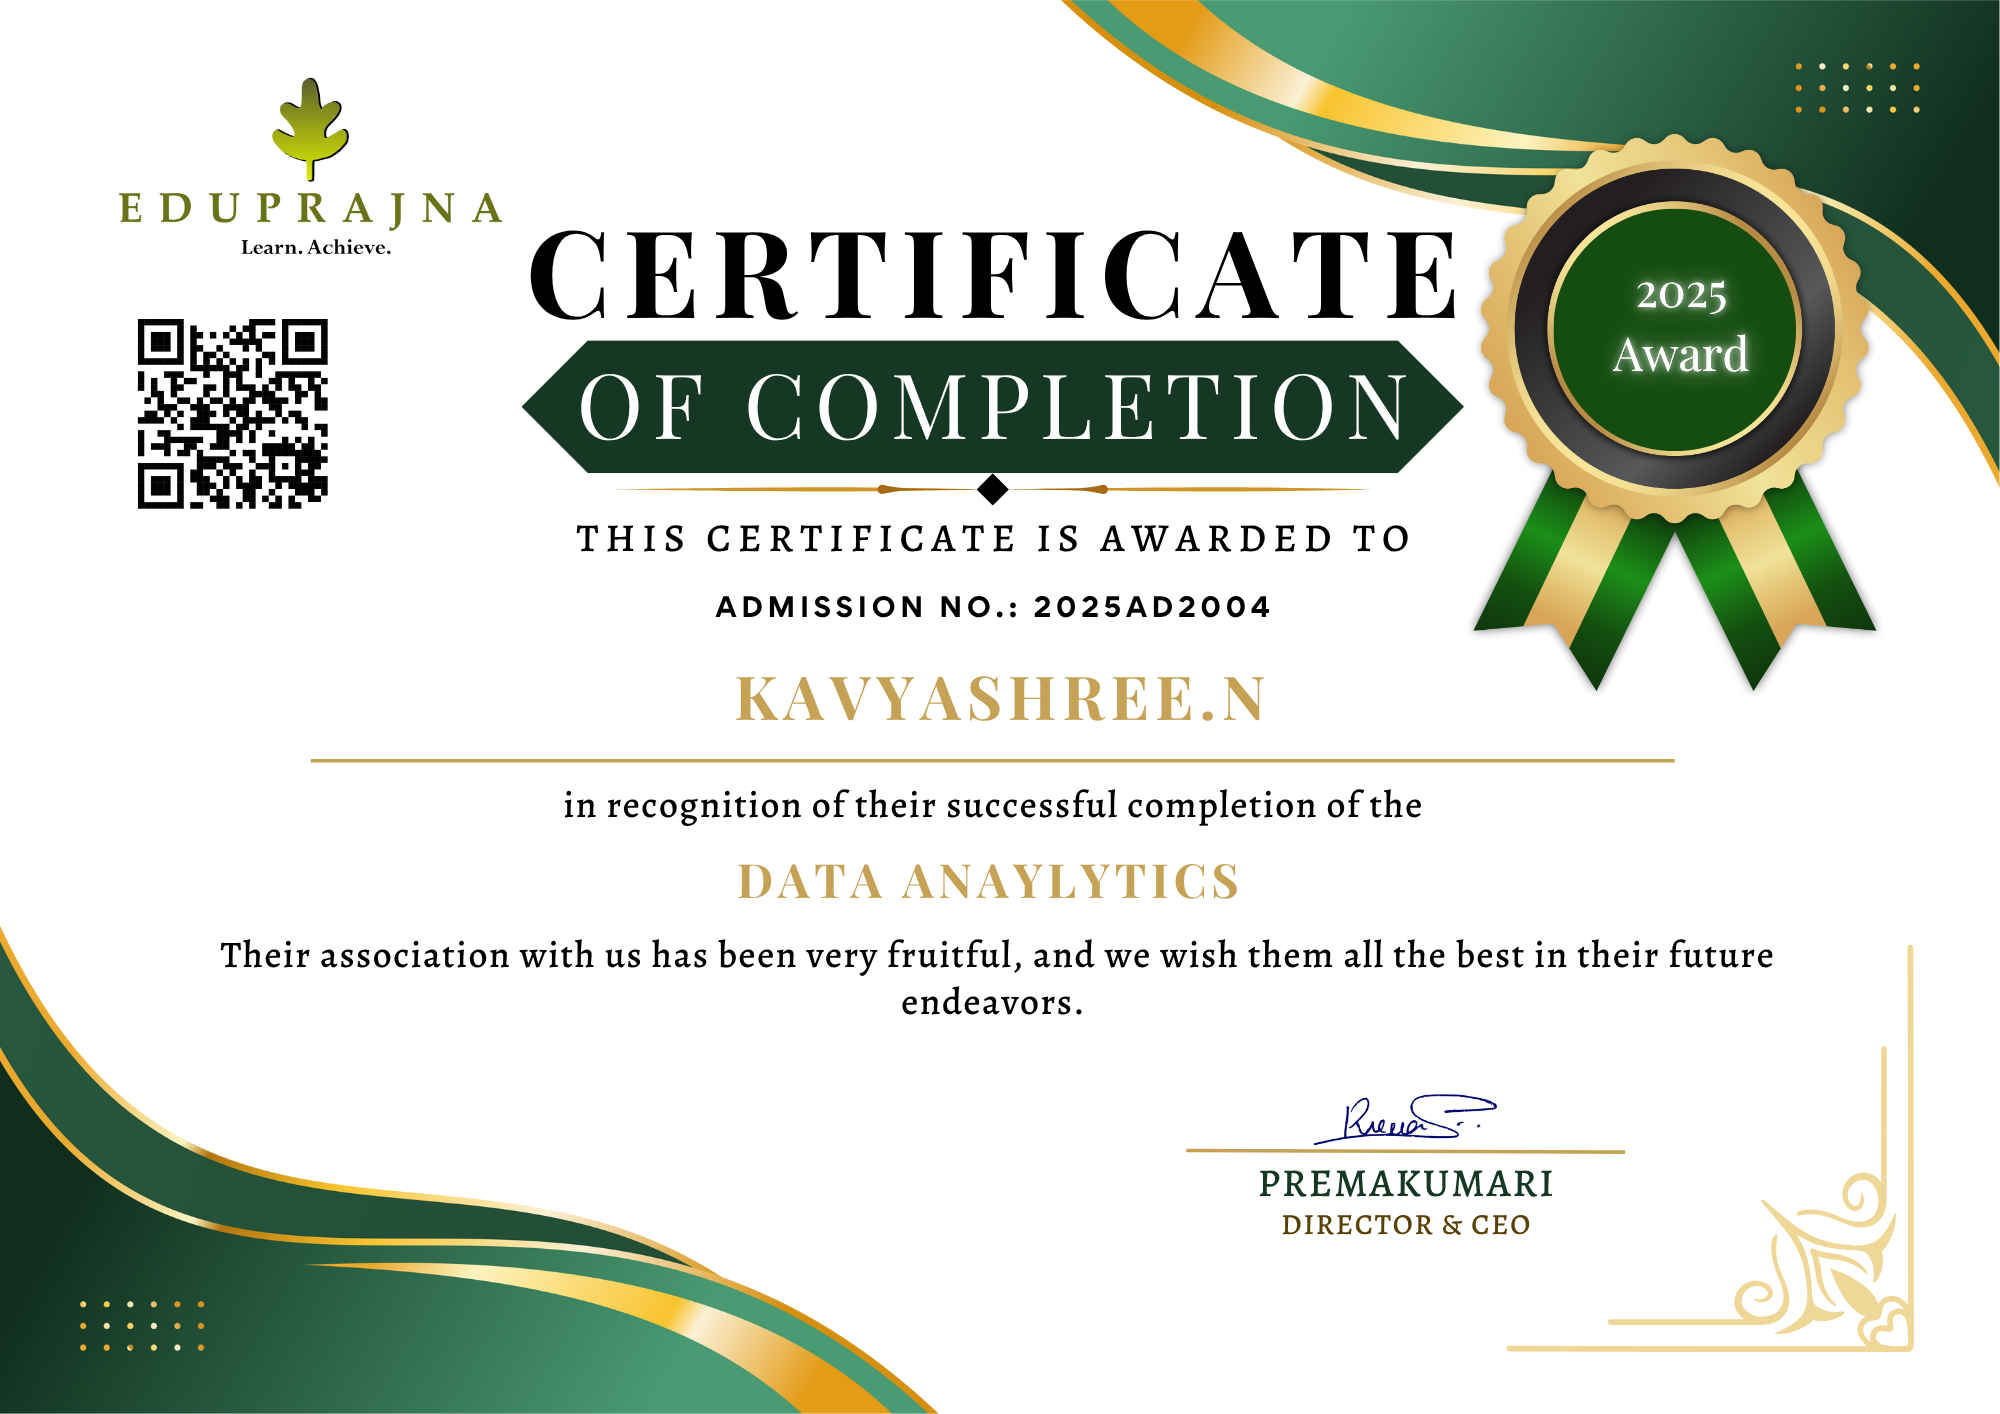 EDUPRAJNA
Learn. Achieve.
CERTIFICATE
OF COMPLETION
2025
Award
THIS CERTIFICATE IS AWARDED TO
ADMISSION NO.: 2025AD2004
KAVYASHREE.N
in recognition of their successful completion of the
DATA ANAYLYTICS
Their association with us has been very fruitful, and we wish them all the best in their future
endeavors.
PREMAKUMARI
DIRECTOR & CEO